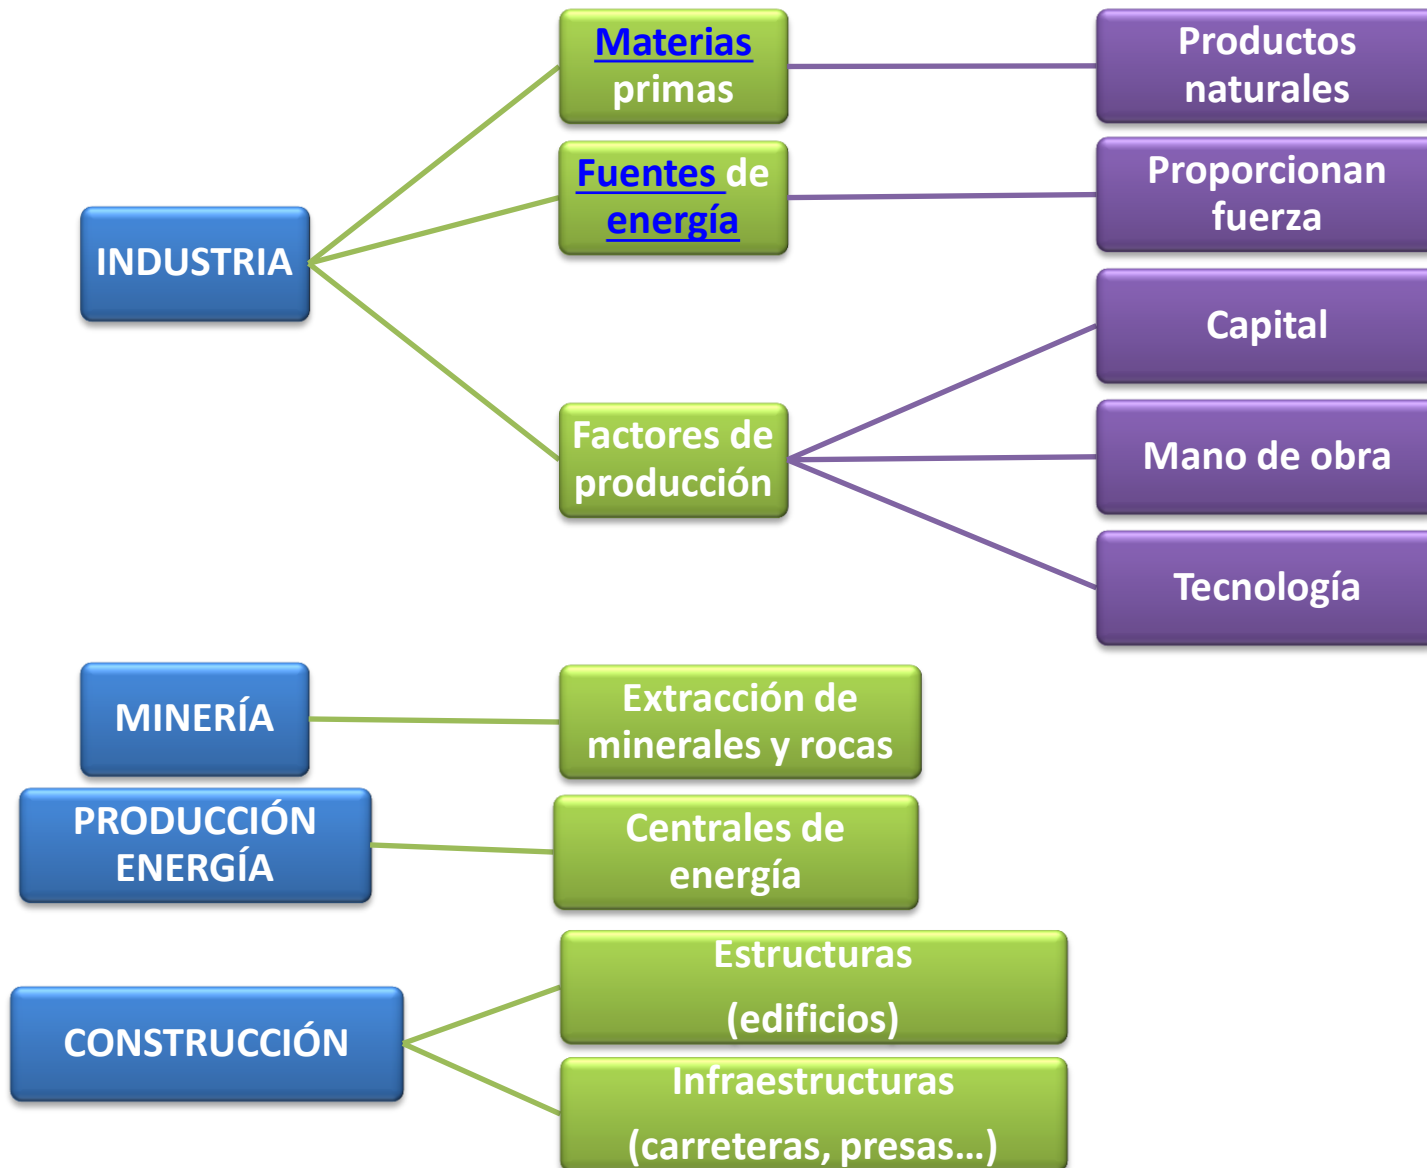 INDUSTRIA
Materias
primas
Productos
naturales
Fuentes de
energía
Proporcionan
fuerza
Factores de
producción
Capital
Mano de obra
Tecnología
MINERÍA
Extracción de
minerales y rocas
PRODUCCIÓN
ENERGÍA
Centrales de
energía
CONSTRUCCIÓN
Estructuras
(edificios)
Infraestructuras
(carreteras, presas...)